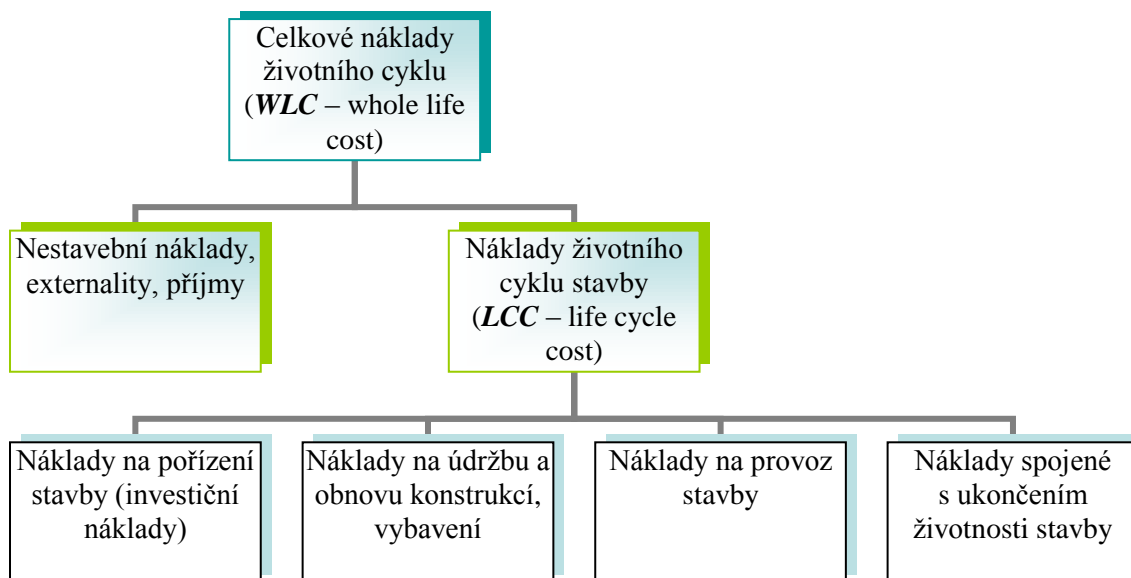 Celkové náklady
životního cyklu
(WLC – whole life
cost)
Nestavební náklady,
externality, příjmy
Náklady životního
cyklu stavby
(LCC – life cycle
cost)
Náklady na pořízení
stavby (investiční
náklady)
Náklady na údržbu a
obnovu konstrukcí,
vybavení
Náklady na provoz
stavby
Náklady spojené
s ukončením
životnosti stavby